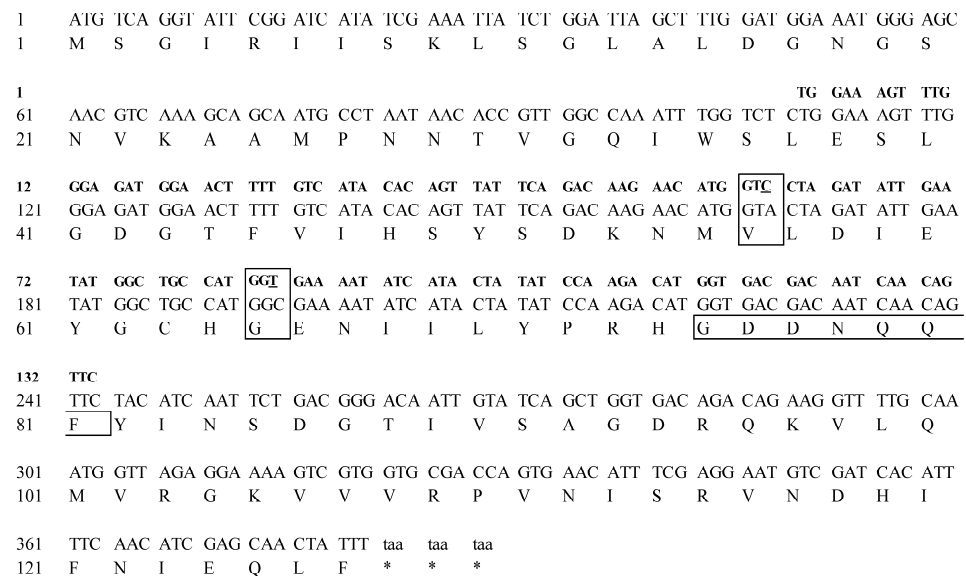 1 ATG TCA GGT ATT CGG ATC ATA TCG AAA TTA TCT GGA TTA GCT TTG GAT GGA AAT GGG AGC
1 M S G I R I I S K L S G L A L D G N G S
1 TG GAA AGT TTG
61 AAC GTC AAA GCA GCA ATG CCT AAT AAC ACC GTT GGC CAA ATT TGG TCT CTG GAA AGT TTG
21 N V K A A M P N N T V G Q I W S L E S L
12 GGA GAT GGA ACT TTT GTC ATA CAC AGT TAT TCA GAC AAG AAC ATG GTC CTA GAT ATT GAA
121 GGA GAT GGA ACT TTT GTC ATA CAC AGT TAT TCA GAC AAG AAC ATG GTA CTA GAT ATT GAA
41 G D G T F V I H S Y S D K N M V L D I E
72 TAT GGC TGC CAT GGT GAA AAT ATC ATA CTA TAT CCA AGA CAT GGT GAC GAC AAT CAA CAG
181 TAT GGC TGC CAT GGC GAA AAT ATC ATA CTA TAT CCA AGA CAT GGT GAC GAC AAT CAA CAG
61 Y G C H G E N I I L Y P R H G D D N Q Q
132 TTC
241 TTC TAC ATC AAT TCT GAC GGG ACA ATT GTA TCA GCT GGT GAC AGA CAG AAG GTT TTG CAA
81 F Y I N S D G T I V S A G D R Q K V L Q
301 ATG GTT AGA GGA AAA GTC GTG GTG CGA CCA GTG AAC ATT TCG AGG AAT GTC GAT CAC ATT
101 M V R G K V V V R P V N I S R V N D H I
361 TTC AAC ATC GAG CAA CTA TTT taa taa taa
121 F N I E Q L F * * *